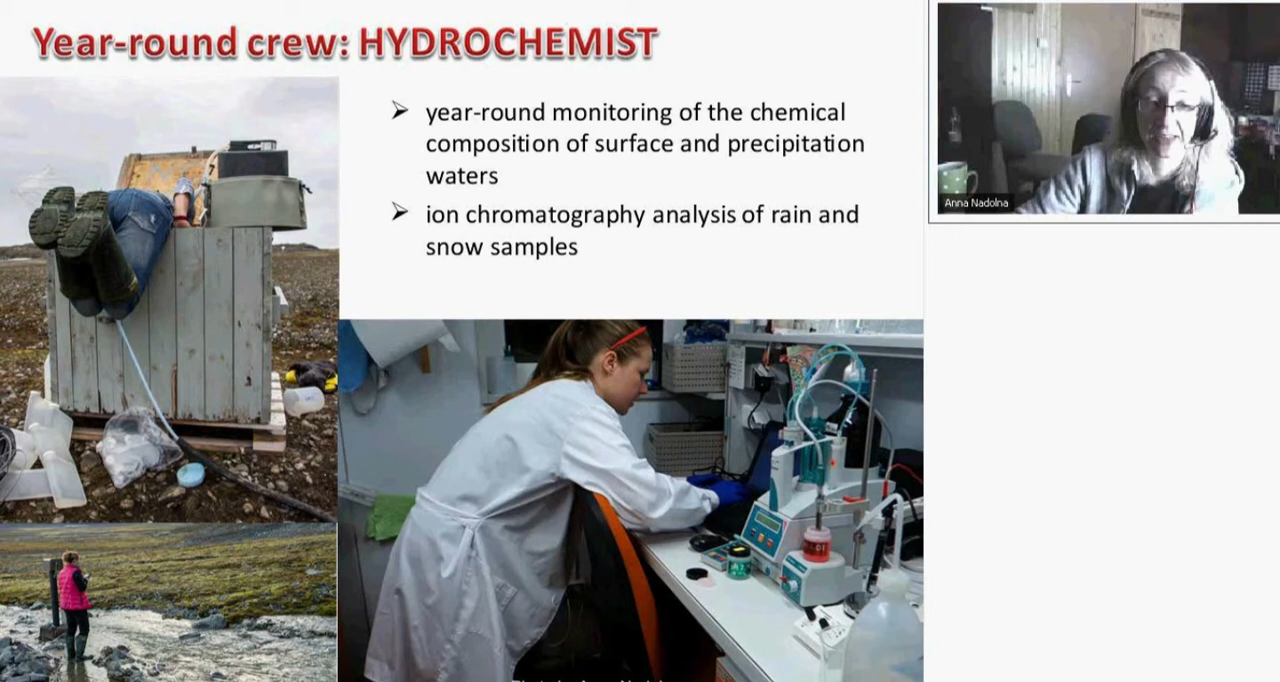 Year-round crew: HYDROCHEMIST
➢ year-round monitoring of the chemical
composition of surface and precipitation
waters
➢ ion chromatography analysis of rain and
snow samples
Anna Nadolna